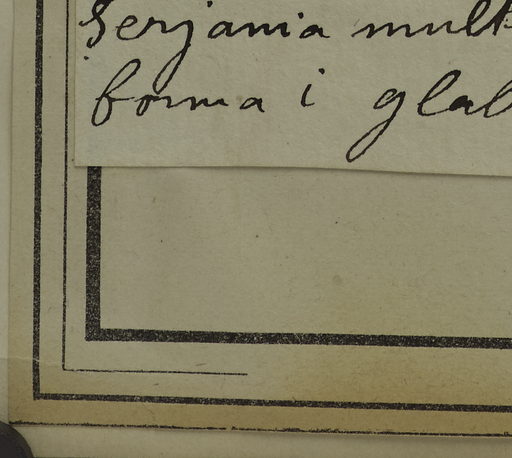 Serjania mult
forma i glab